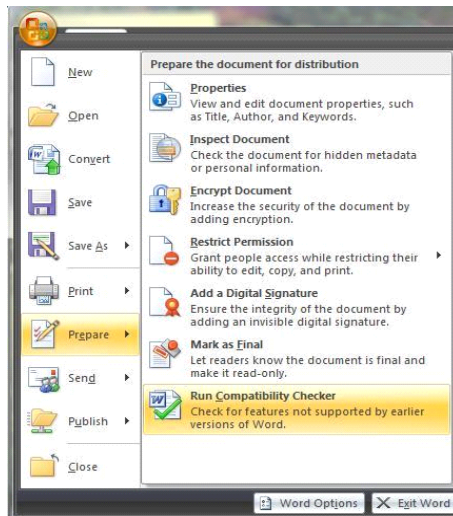 New
Open
Convert
Save
Save As
Print
Prepare
Send
Publish
Close
Prepare the document for distribution
Properties
View and edit document properties, such
as Title, Author, and Keywords.
Inspect Document
Check the document for hidden metadata
or personal information.
Encrypt Document
Increase the security of the document by
adding encryption.
Restrict Permission
Grant people access while restricting their
ability to edit, copy, and print.
Add a Digital Signature
Ensure the integrity of the document by
adding an invisible digital signature.
Mark as Final
Let readers know the document is final and
make it read-only.
Run Compatibility Checker
Check for features not supported by earlier
versions of Word.
Word Options
Exit Word